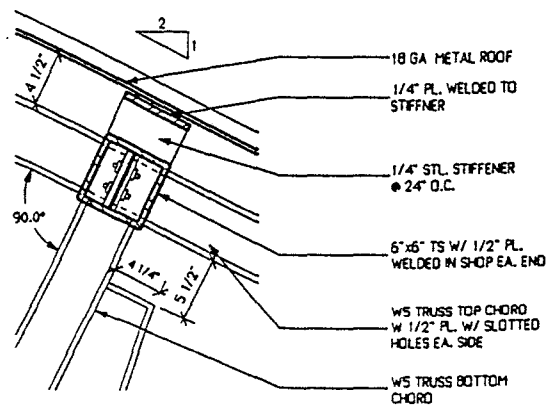 2
1
4 1/2"
90.0°
4 1/4"
5 1/2"
18 GA METAL ROOF
1/4" PL. WELDED TO
STIFFNER
1/4" STL. STIFFENER
@ 24" O.C.
6"x6" TS W/ 1/2" PL.
WELDED IN SHOP EA. END
W5 TRUSS TOP CHORD
W 1/2" PL. W/ SLOTTED
HOLES EA. SIDE
W5 TRUSS BOTTOM
CHORD